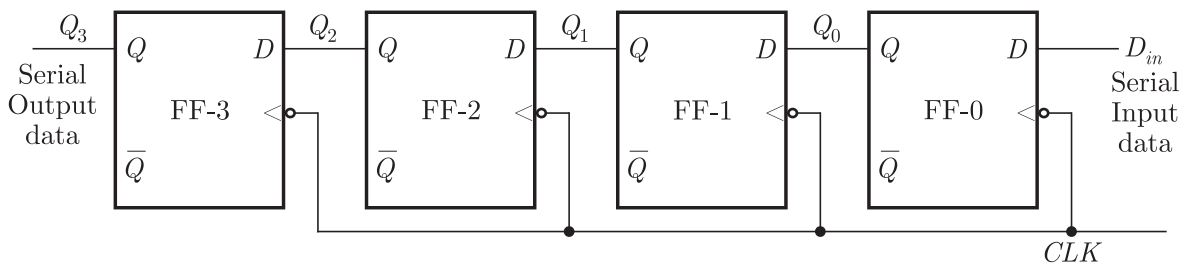 Q₃ Q₂ Q₁ Q₀
Q D Q D Q D Q D D_in
Serial
Output
data
FF-3 FF-2 FF-1 FF-0
Serial
Input
data
Q̅ Q̅ Q̅ Q̅
CLK